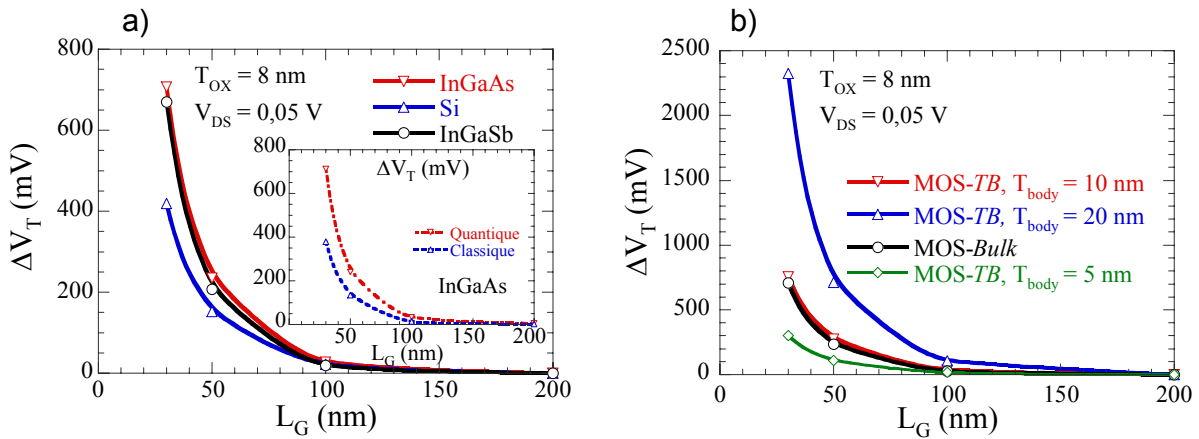 a)
800
600
400
200
0
ΔV_T (mV)
T_OX = 8 nm
V_DS = 0,05 V
InGaAs
Si
InGaSb
ΔV_T (mV)
800
700
600
400
200
0
Quantique
Classique
InGaAs
50 100 150 200
L_G (nm)
0 50 100 150 200
L_G (nm)
b)
2500
2000
1500
1000
500
0
ΔV_T (mV)
T_OX = 8 nm
V_DS = 0,05 V
MOS-TB, T_body = 10 nm
MOS-TB, T_body = 20 nm
MOS-Bulk
MOS-TB, T_body = 5 nm
0 50 100 150 200
L_G (nm)